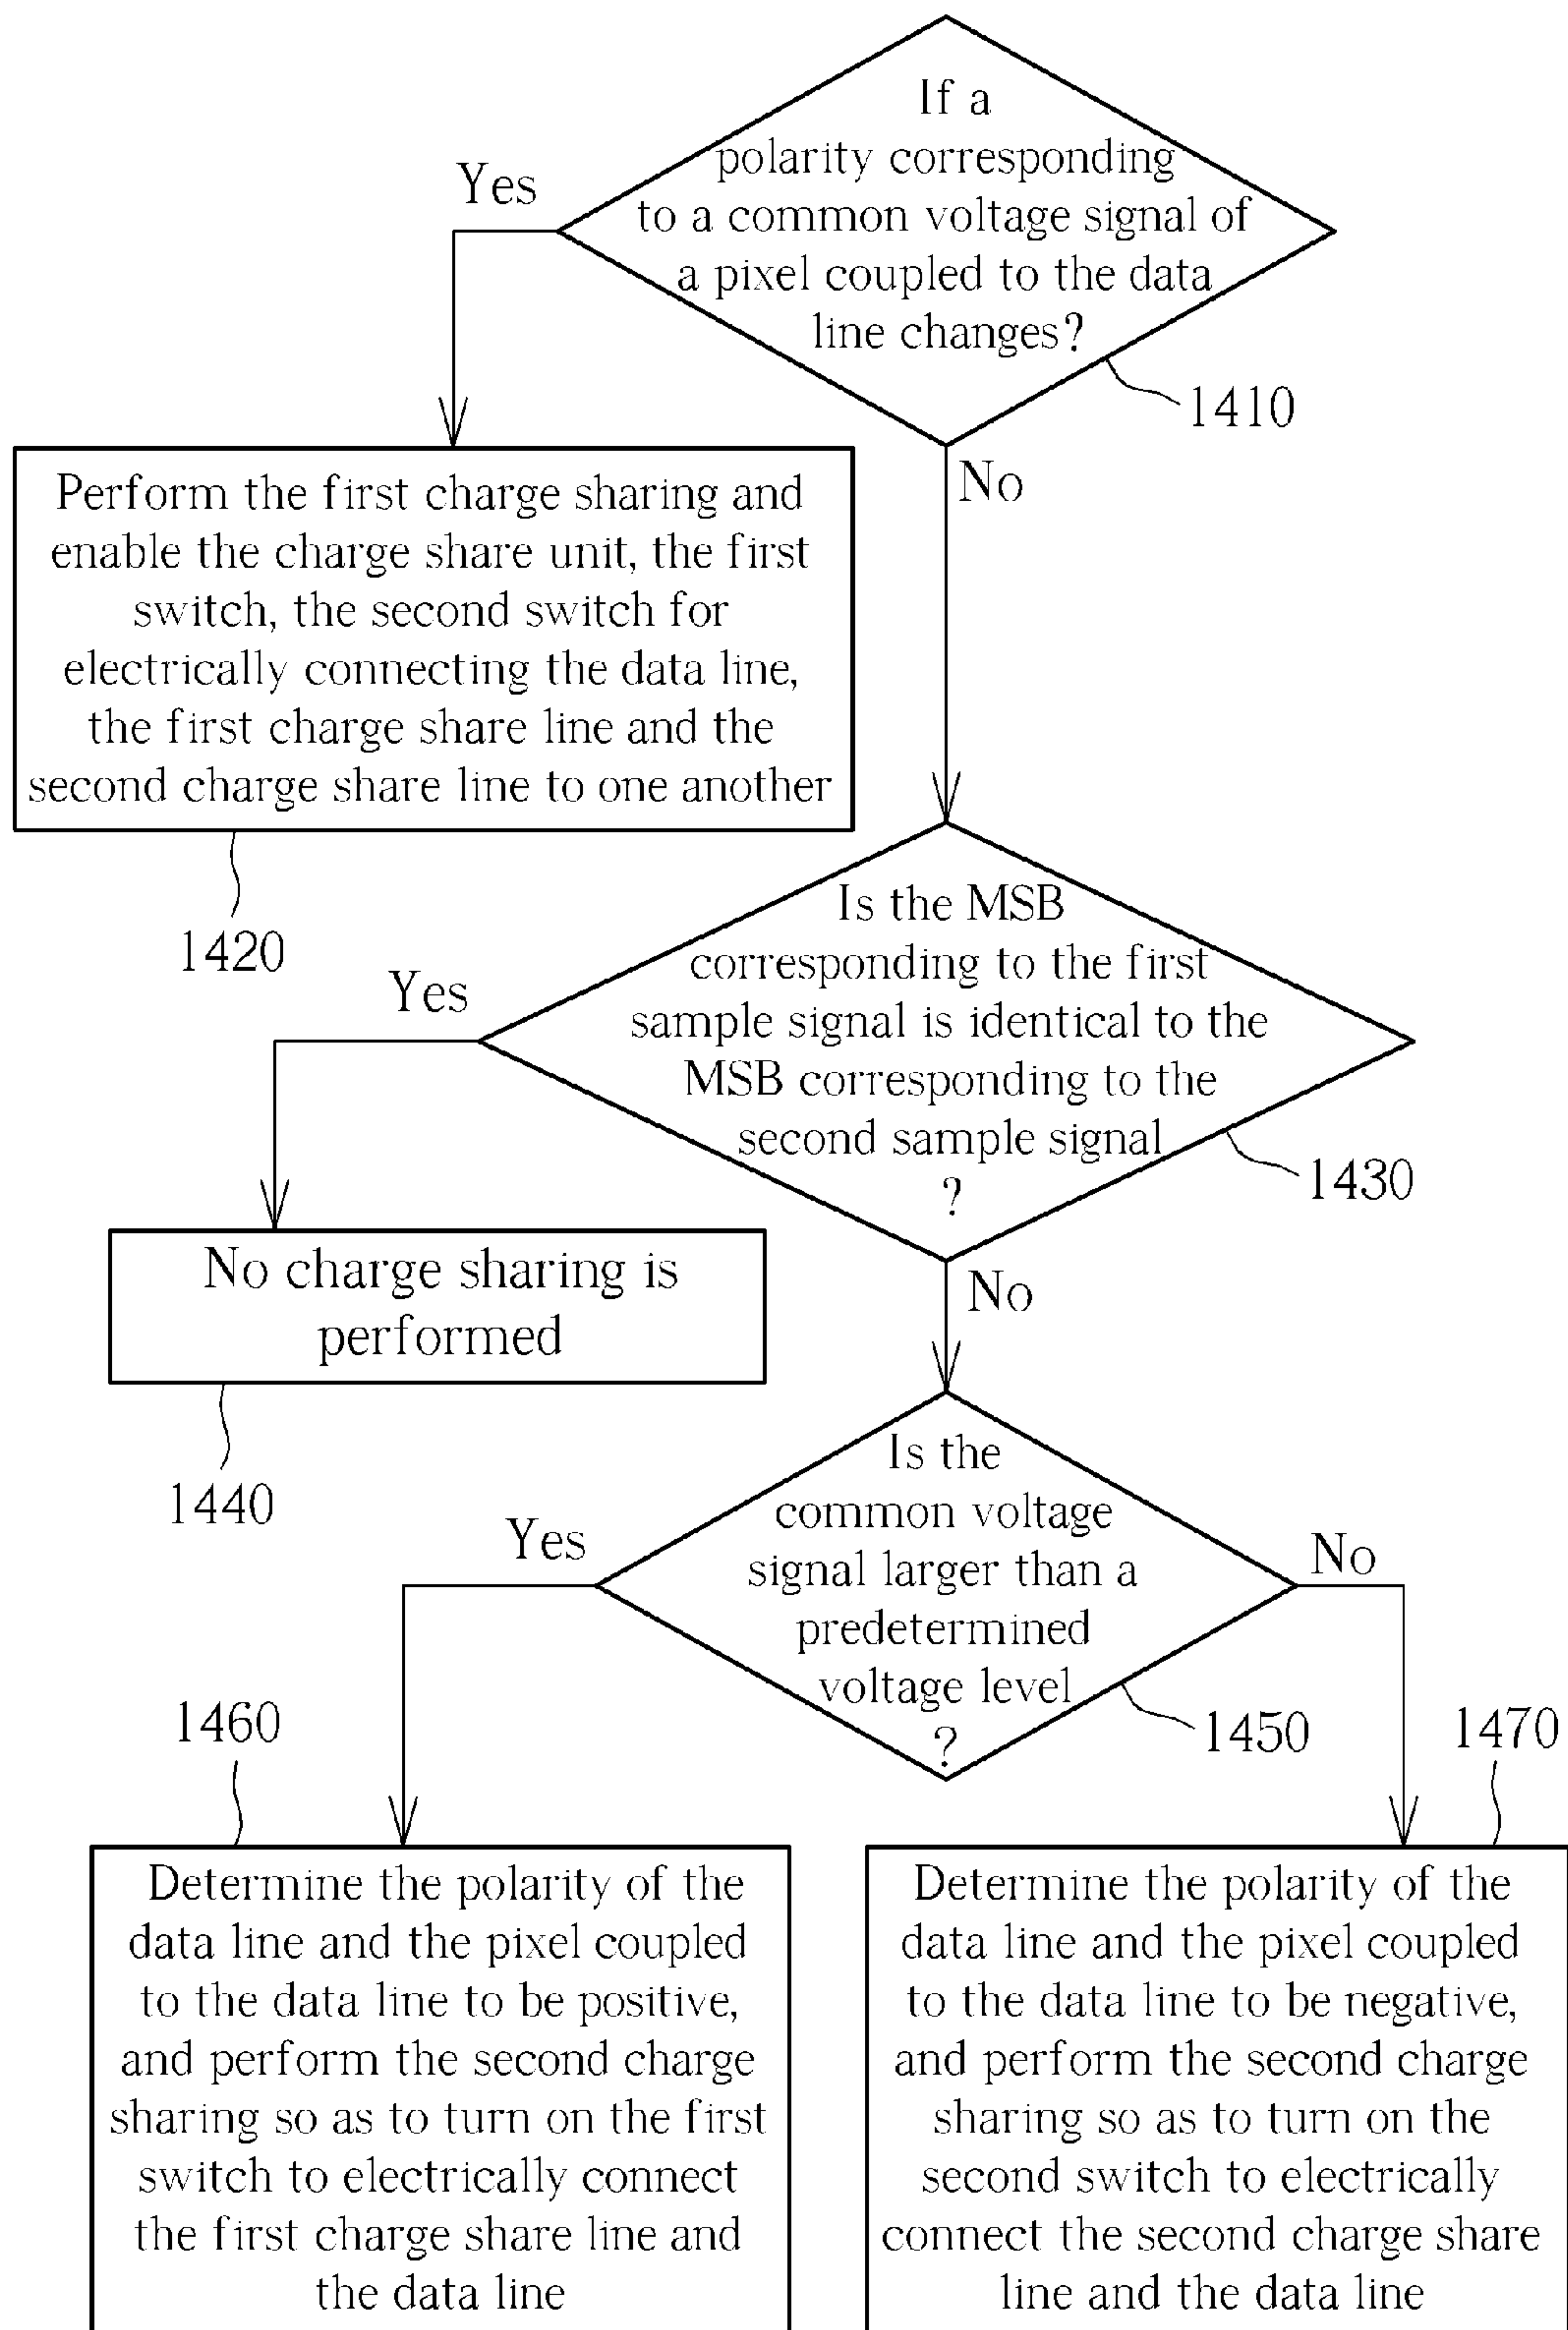 If a
polarity corresponding
to a common voltage signal of
a pixel coupled to the data
line changes?
Yes
1410
No
Perform the first charge sharing and
enable the charge share unit, the first
switch, the second switch for
electrically connecting the data line,
the first charge share line and the
second charge share line to one another
1420
Is the MSB
corresponding to the first
sample signal is identical to the
MSB corresponding to the
second sample signal
?
Yes
1430
No
No charge sharing is
performed
1440
Is the
common voltage
signal larger than a
predetermined
voltage level
?
Yes
No
1450
1460
1470
Determine the polarity of the
data line and the pixel coupled
to the data line to be positive,
and perform the second charge
sharing so as to turn on the first
switch to electrically connect
the first charge share line and
the data line
Determine the polarity of the
data line and the pixel coupled
to the data line to be negative,
and perform the second charge
sharing so as to turn on the
second switch to electrically
connect the second charge share
line and the data line